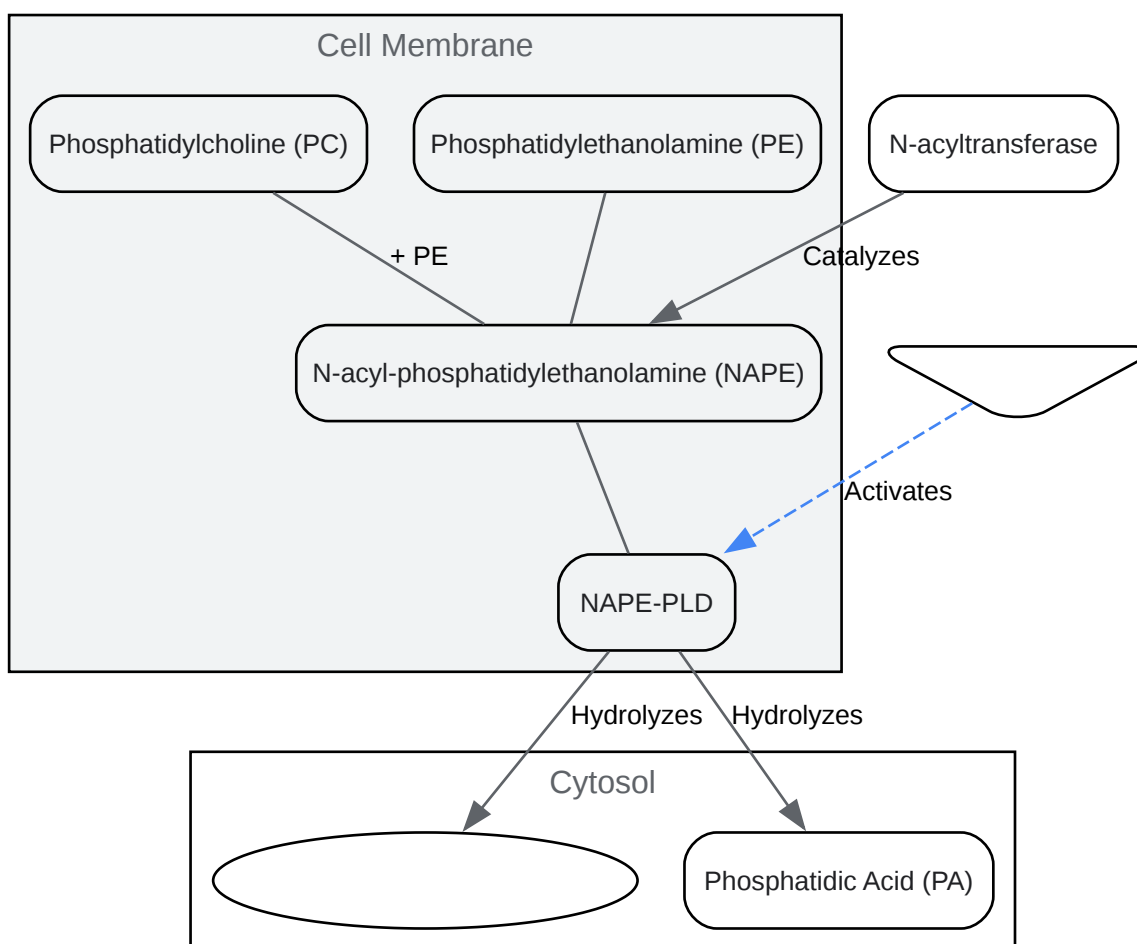 Cell Membrane
Phosphatidylcholine (PC)
Phosphatidylethanolamine (PE)
N-acyltransferase
+ PE
Catalyzes
N-acyl-phosphatidylethanolamine (NAPE)
Activates
NAPE-PLD
Hydrolyzes
Hydrolyzes
Cytosol
Phosphatidic Acid (PA)